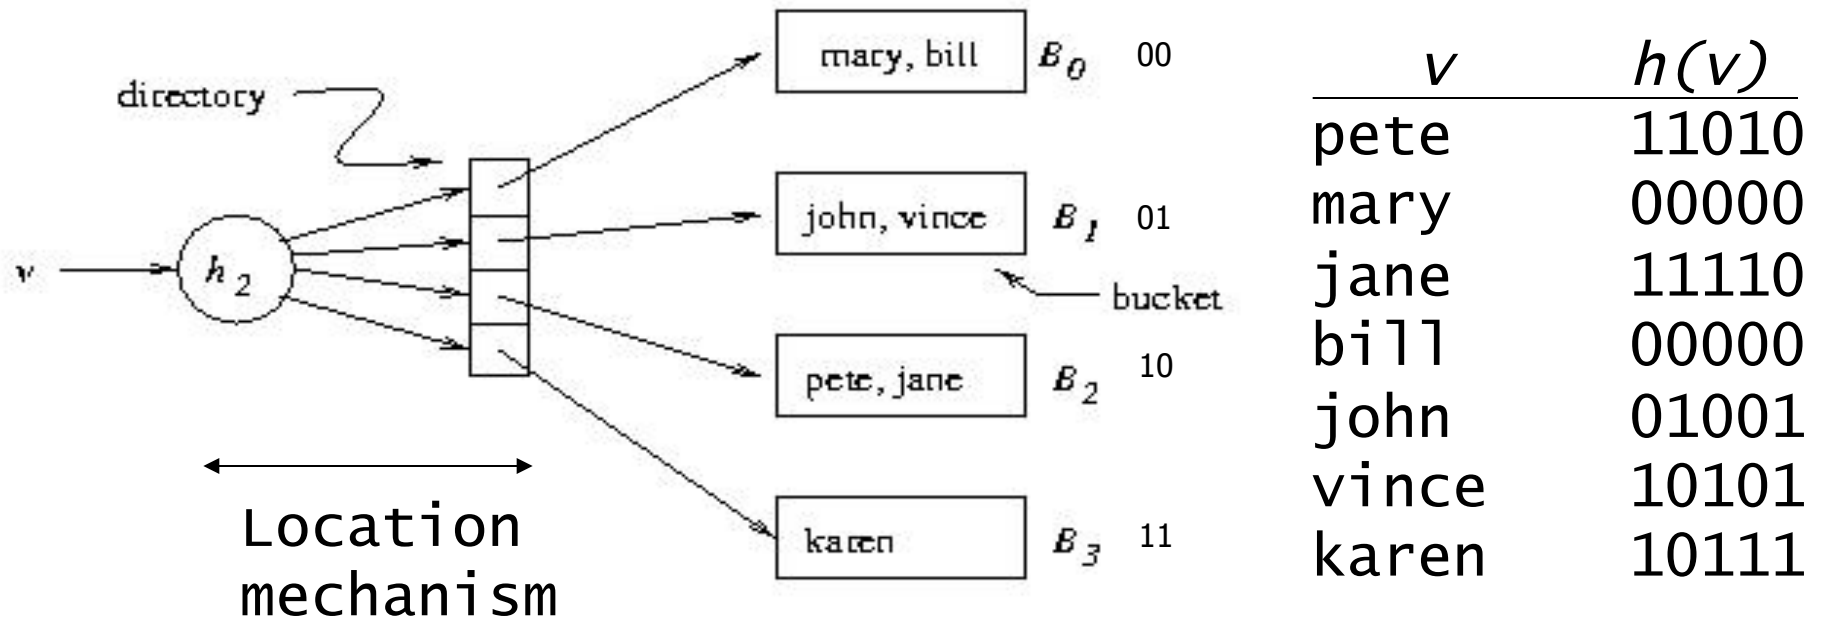 mary, bill B0 00
directory
john, vince B1 01
v h2
bucket
pete, jane B2 10
karen B3 11
Location
mechanism
v h(v)
pete 11010
mary 00000
jane 11110
bill 00000
john 01001
vince 10101
karen 10111